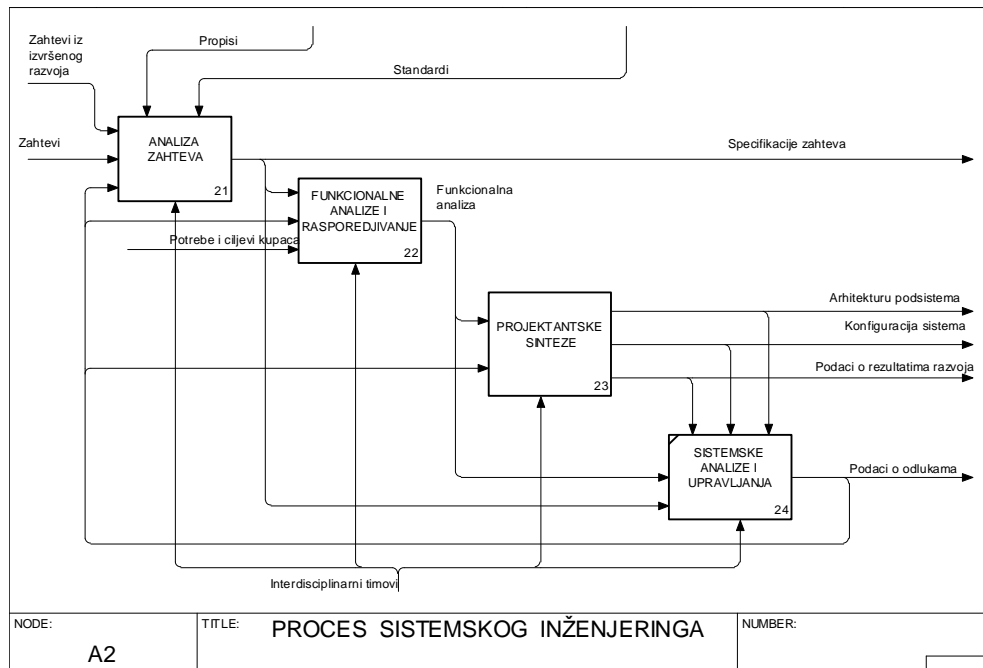 Zahtevi iz
izvršenog
razvoja
Propisi
Standardi
Zahtevi
ANALIZA
ZAHTEVA
21
Specifikacije zahteva
FUNKCIONALNE
ANALIZE I
RASPOREDJIVANJE
22
Funkcionalna
analiza
Potrebe i ciljevi kupaca
PROJEKTANTSKE
SINTEZE
23
Arhitekturu podsistema
Konfiguracija sistema
Podaci o rezultatima razvoja
SISTEMSKE
ANALIZE I
UPRAVLJANJA
24
Podaci o odlukama
Interdisciplinarni timovi
NODE:
A2
TITLE:
PROCES SISTEMSKOG INŽENJERINGA
NUMBER: